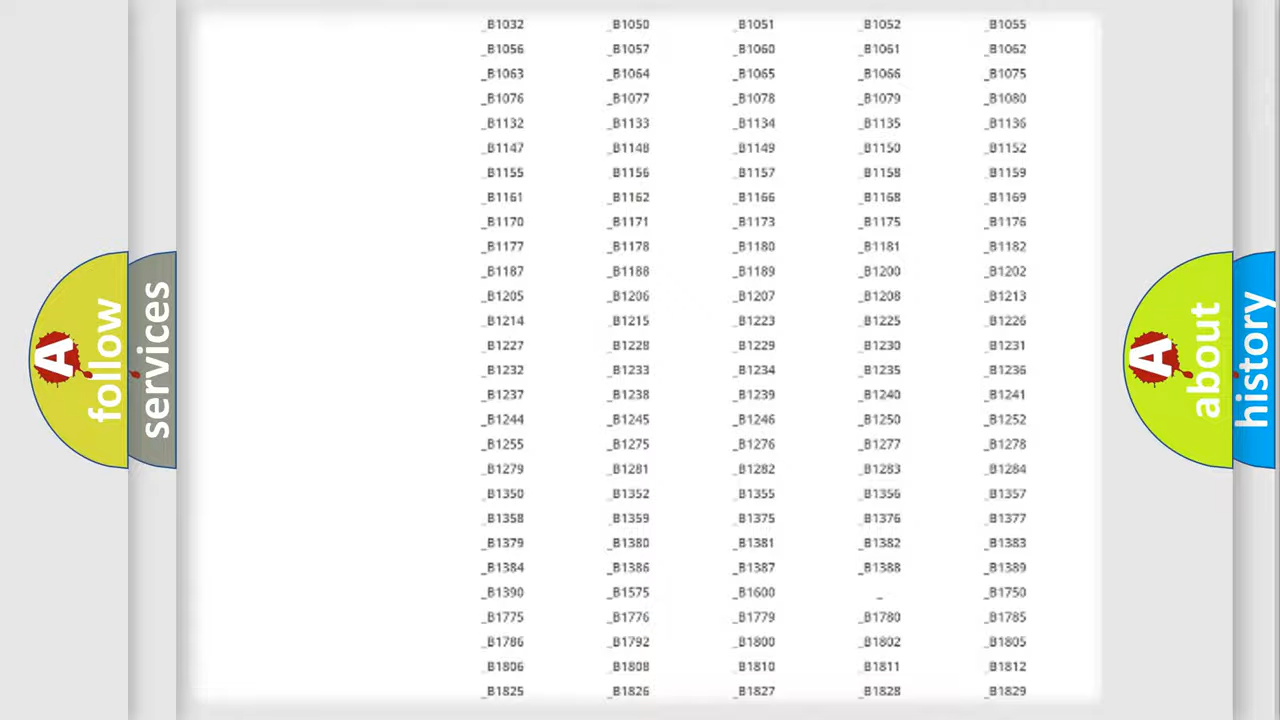 _B1032 _B1050 _B1051 _B1052 _B1055
_B1056 _B1057 _B1060 _B1061 _B1062
_B1063 _B1064 _B1065 _B1066 _B1075
_B1076 _B1077 _B1078 _B1079 _B1080
_B1132 _B1133 _B1134 _B1135 _B1136
_B1147 _B1148 _B1149 _B1150 _B1152
_B1155 _B1156 _B1157 _B1158 _B1159
_B1161 _B1162 _B1166 _B1168 _B1169
_B1170 _B1171 _B1173 _B1175 _B1176
_B1177 _B1178 _B1180 _B1181 _B1182
_B1187 _B1188 _B1189 _B1200 _B1202
_B1205 _B1206 _B1207 _B1208 _B1213
_B1214 _B1215 _B1223 _B1225 _B1226
_B1227 _B1228 _B1229 _B1230 _B1231
_B1232 _B1233 _B1234 _B1235 _B1236
_B1237 _B1238 _B1239 _B1240 _B1241
_B1244 _B1245 _B1246 _B1250 _B1252
_B1255 _B1275 _B1276 _B1277 _B1278
_B1279 _B1281 _B1282 _B1283 _B1284
_B1350 _B1352 _B1355 _B1356 _B1357
_B1358 _B1359 _B1375 _B1376 _B1377
_B1379 _B1380 _B1381 _B1382 _B1383
_B1384 _B1386 _B1387 _B1388 _B1389
_B1390 _B1575 _B1600 _ _B1750
_B1775 _B1776 _B1779 _B1780 _B1785
_B1786 _B1792 _B1800 _B1802 _B1805
_B1806 _B1808 _B1810 _B1811 _B1812
_B1825 _B1826 _B1827 _B1828 _B1829
A follow
services
A about
history